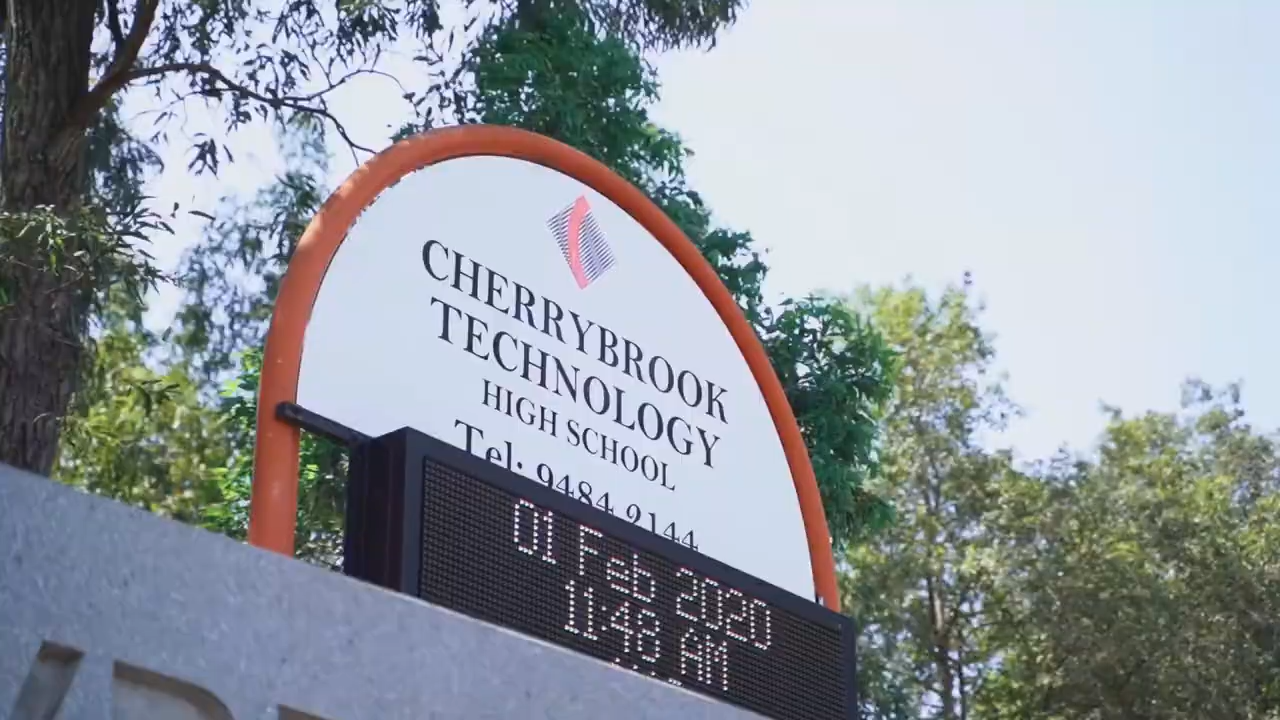 CHERRYBROOK
TECHNOLOGY
HIGH SCHOOL
Tel: 9484 2144
01 Feb 2020
11:48 AM